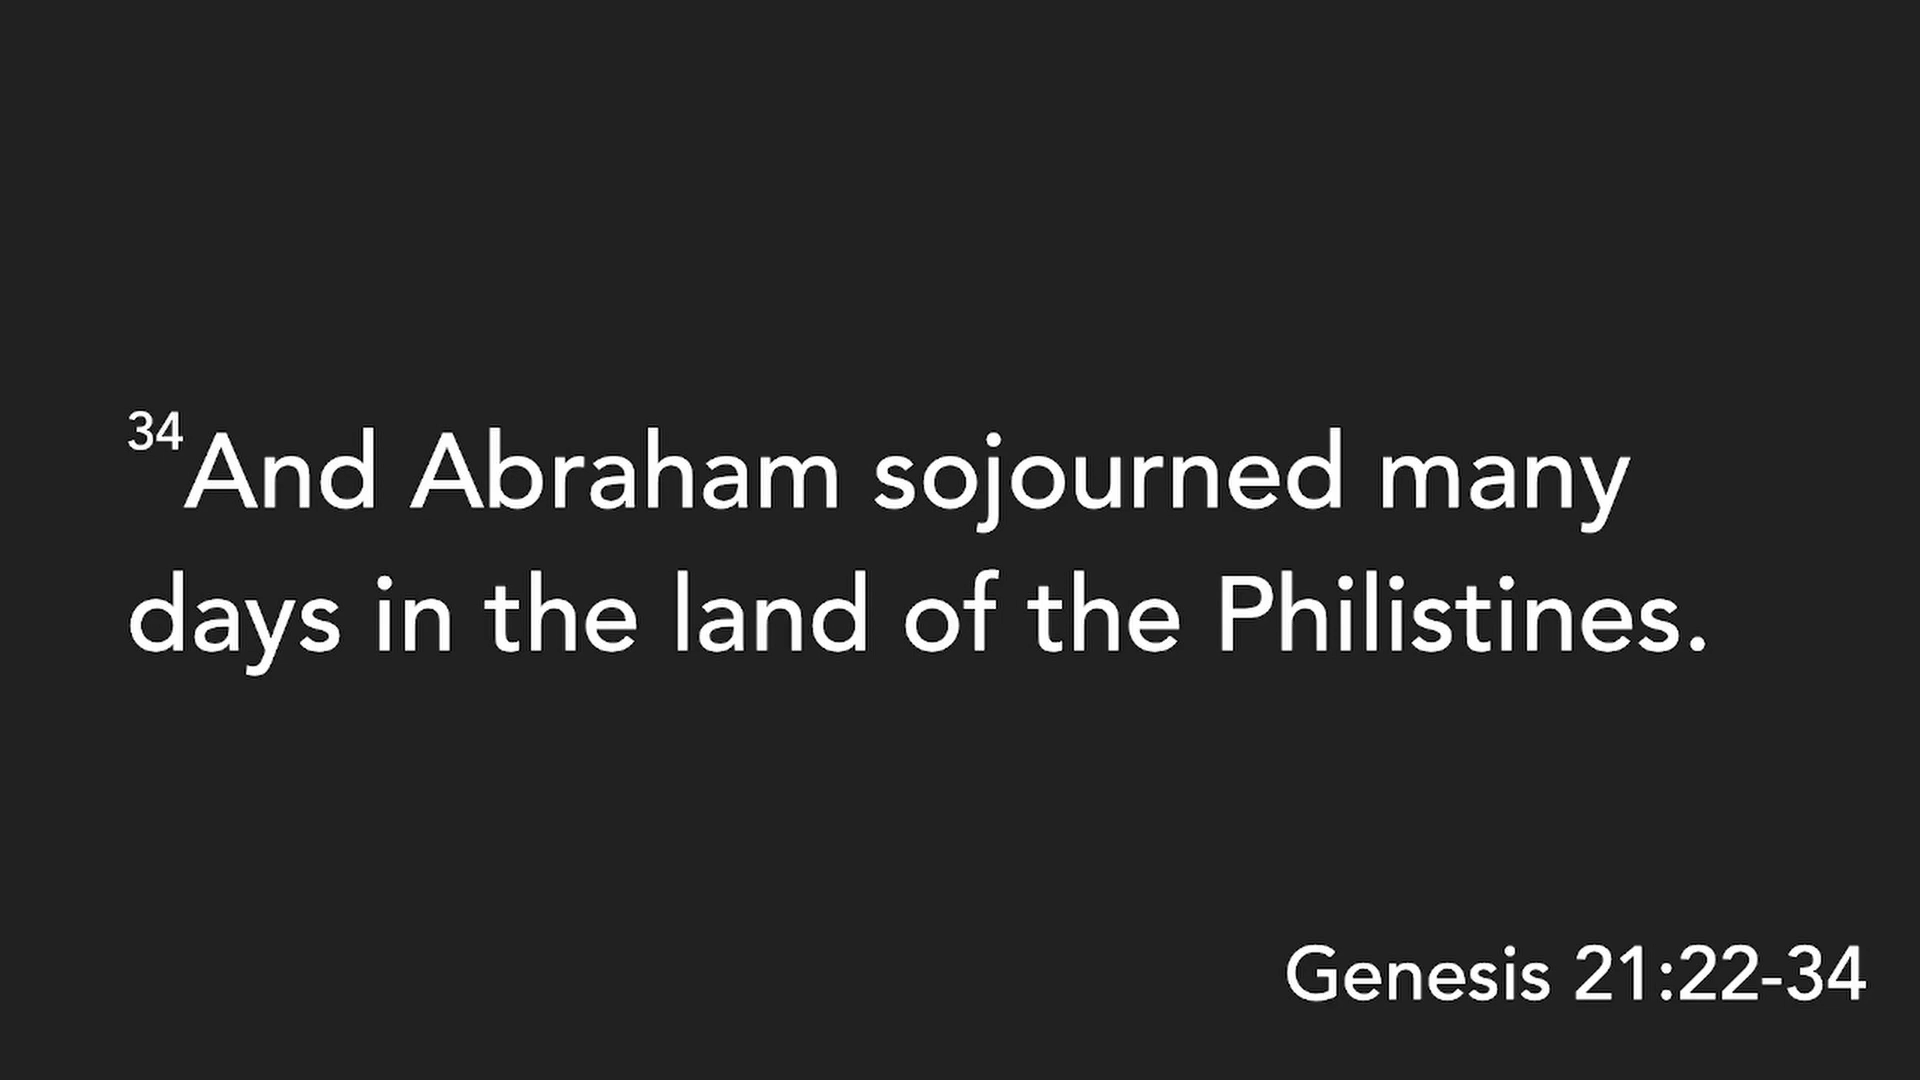 34And Abraham sojourned many
days in the land of the Philistines.
Genesis 21:22-34